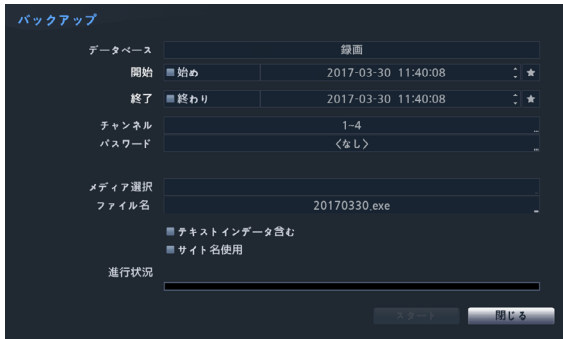 バックアップ
データベース 録画
開始 始め 2017-03-30 11:40:08
終了 終わり 2017-03-30 11:40:08
チャンネル 1~4 ...
パスワード 〈なし〉 ...
メディア選択
ファイル名 20170330.exe ...
テキストインデータ含む
サイト名使用
進行状況
スタート 閉じる